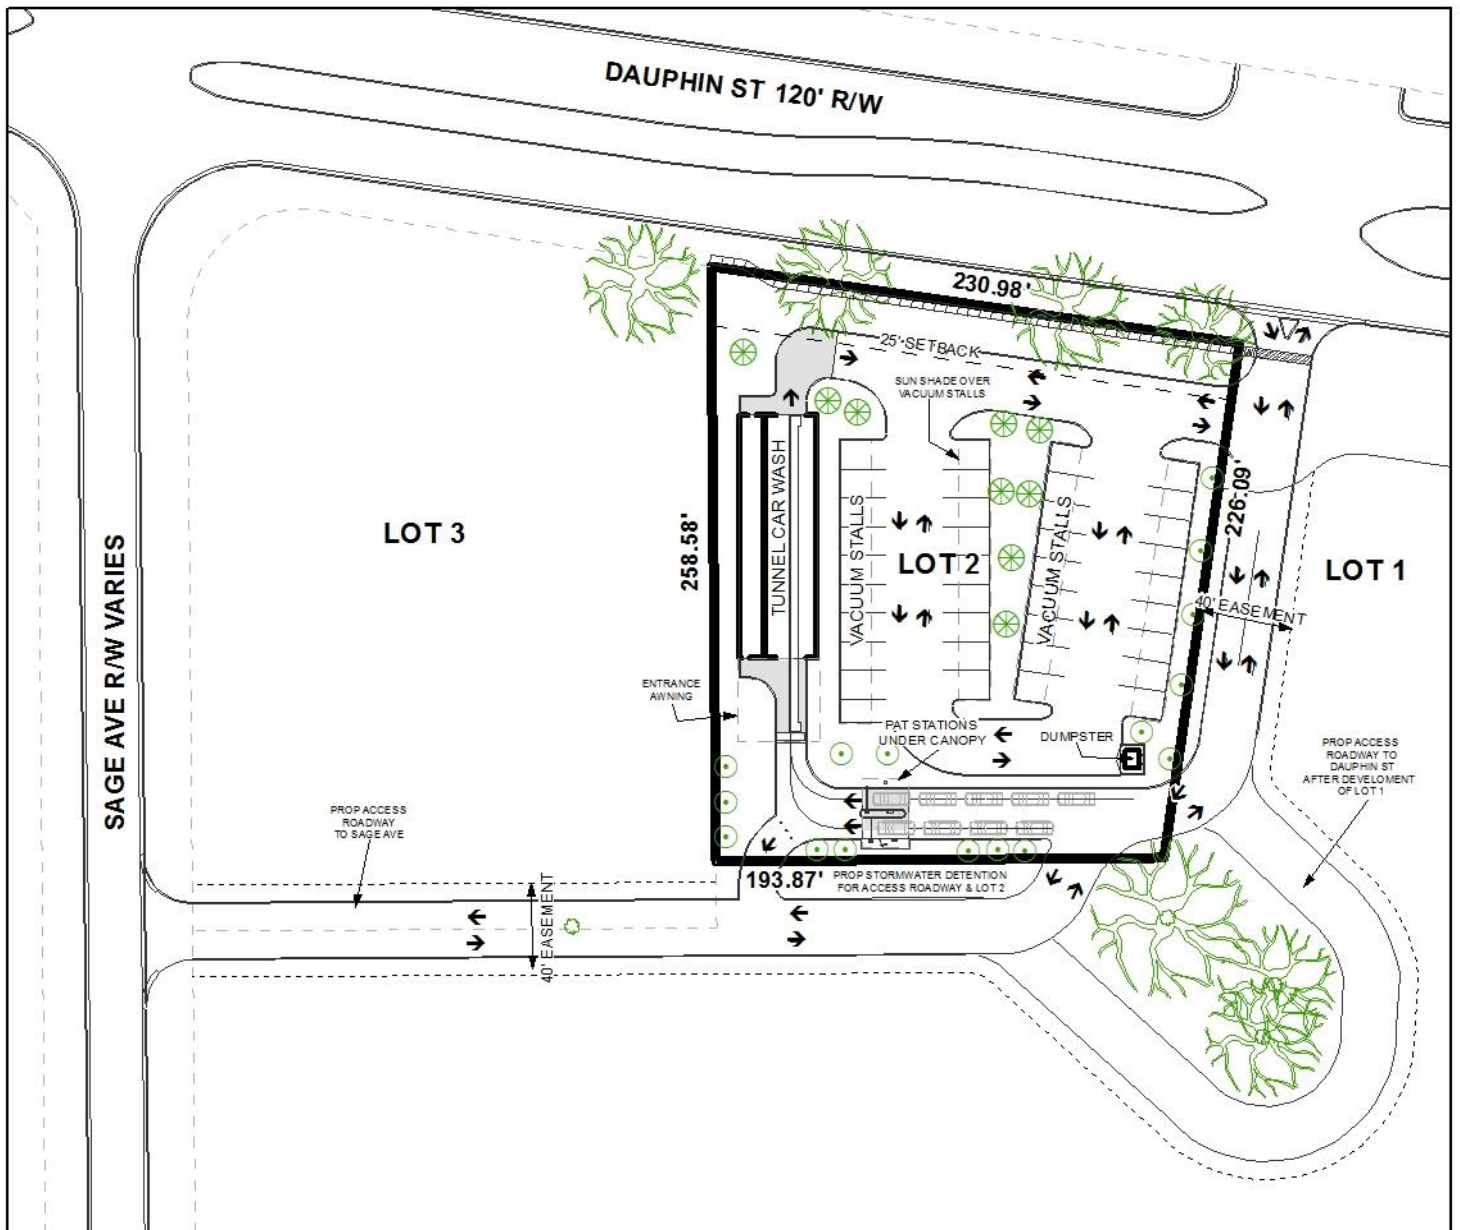 DAUPHIN ST 120' R/W
230.98'
25' SETBACK
SUN SHADE OVER
VACUUM STALLS
TUNNEL CAR WASH
VACUUM STALLS
LOT 2
VACUUM STALLS
226.09'
LOT 3
258.58'
LOT 1
40' EASEMENT
SAGE AVE R/W VARIES
ENTRANCE
AWNING
PAT STATIONS
UNDER CANOPY
DUMPSTER
PROP ACCESS
ROADWAY TO
DAUPHIN ST
AFTER DEVELOMENT
OF LOT 1
PROP ACCESS
ROADWAY
TO SAGE AVE
193.87'
PROP STORMWATER DETENTION
FOR ACCESS ROADWAY & LOT 2
40' EASEMENT